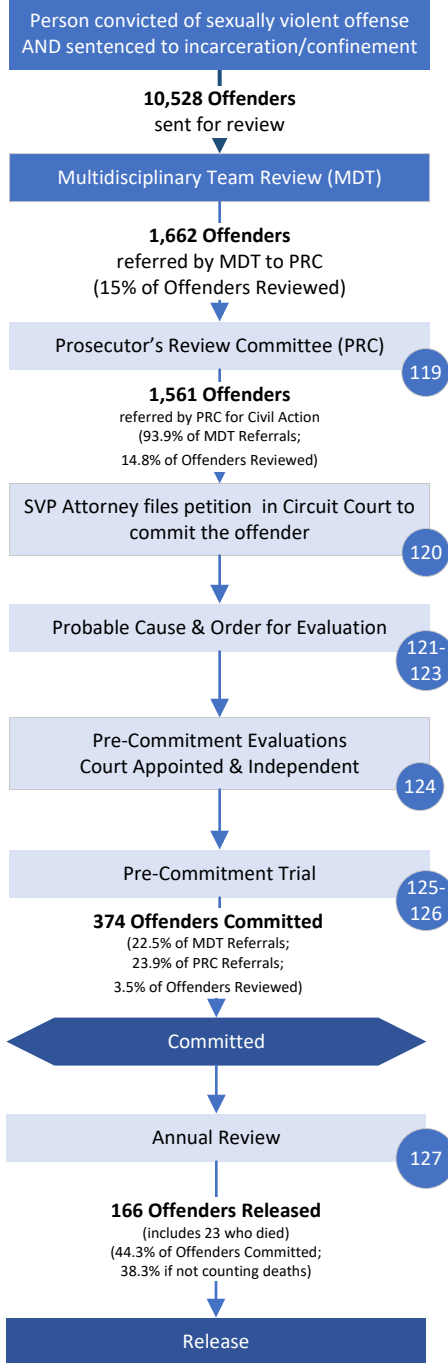 Person convicted of sexually violent offense
AND sentenced to incarceration/confinement
10,528 Offenders
sent for review
Multidisciplinary Team Review (MDT)
1,662 Offenders
referred by MDT to PRC
(15% of Offenders Reviewed)
Prosecutor's Review Committee (PRC)
119
1,561 Offenders
referred by PRC for Civil Action
(93.9% of MDT Referrals;
14.8% of Offenders Reviewed)
SVP Attorney files petition in Circuit Court to
commit the offender
120
Probable Cause & Order for Evaluation
121-
123
Pre-Commitment Evaluations
Court Appointed & Independent
124
Pre-Commitment Trial
125-
126
374 Offenders Committed
(22.5% of MDT Referrals;
23.9% of PRC Referrals;
3.5% of Offenders Reviewed)
Committed
Annual Review
127
166 Offenders Released
(includes 23 who died)
(44.3% of Offenders Committed;
38.3% if not counting deaths)
Release